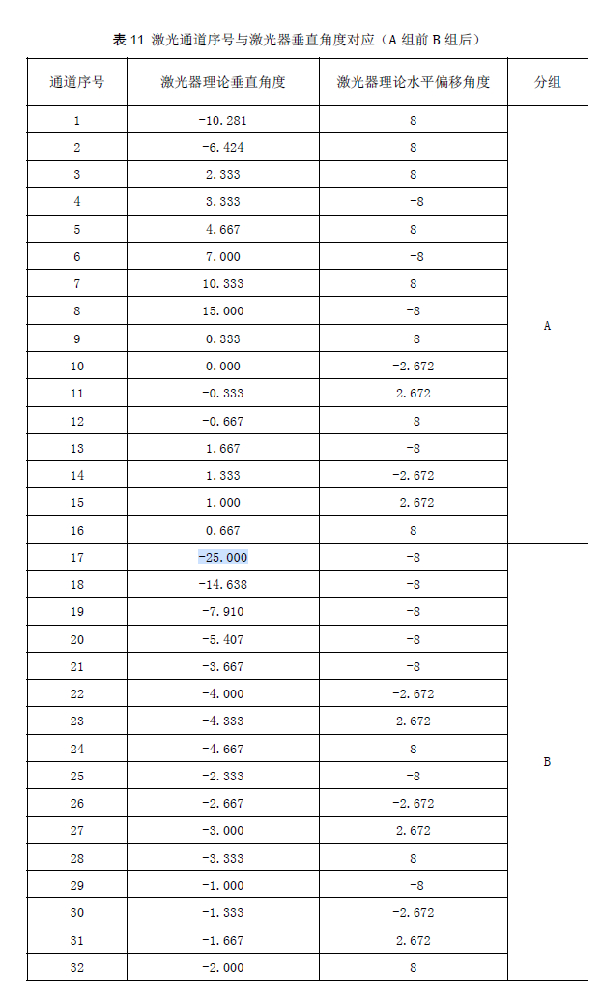 表 11 激光通道序号与激光器垂直角度对应（A 组前 B 组后）
通道序号 激光器理论垂直角度 激光器理论水平偏移角度 分组
1 -10.281 8
2 -6.424 8
3 2.333 8
4 3.333 -8
5 4.667 8
6 7.000 -8
7 10.333 8
8 15.000 -8
A
9 0.333 -8
10 0.000 -2.672
11 -0.333 2.672
12 -0.667 8
13 1.667 -8
14 1.333 -2.672
15 1.000 2.672
16 0.667 8
17 -25.000 -8
18 -14.638 -8
19 -7.910 -8
20 -5.407 -8
21 -3.667 -8
22 -4.000 -2.672
23 -4.333 2.672
24 -4.667 8
B
25 -2.333 -8
26 -2.667 -2.672
27 -3.000 2.672
28 -3.333 8
29 -1.000 -8
30 -1.333 -2.672
31 -1.667 2.672
32 -2.000 8